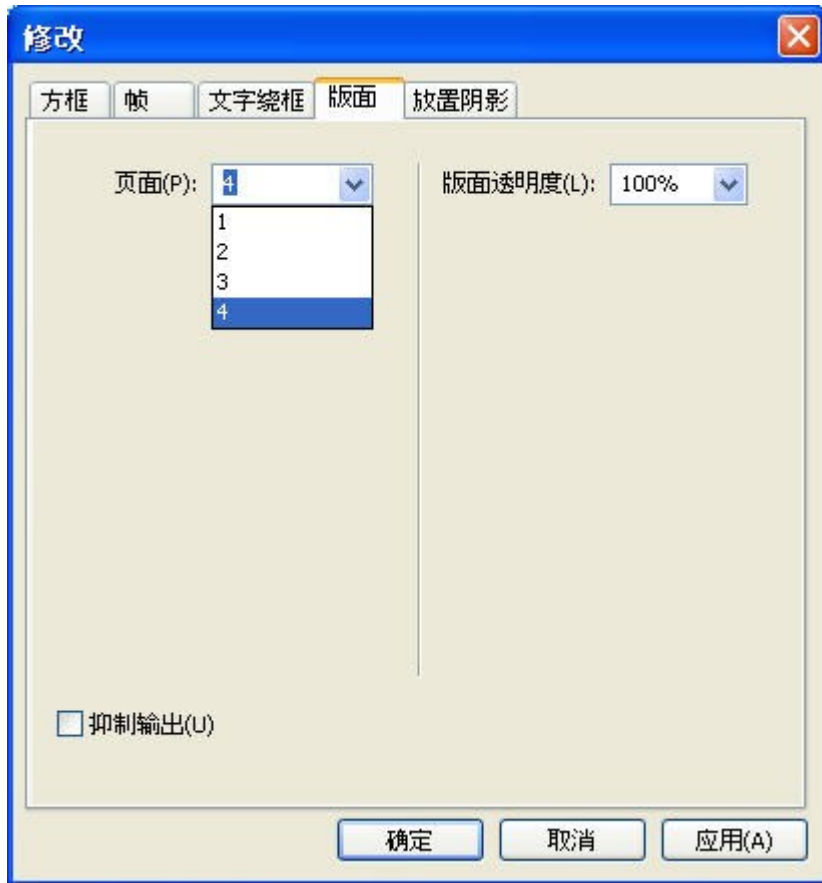 修改
方框 帧 文字绕框 版面 放置阴影
页面(P): 4 版面透明度(L): 100%
1
2
3
4
抑制输出(U)
确定 取消 应用(A)